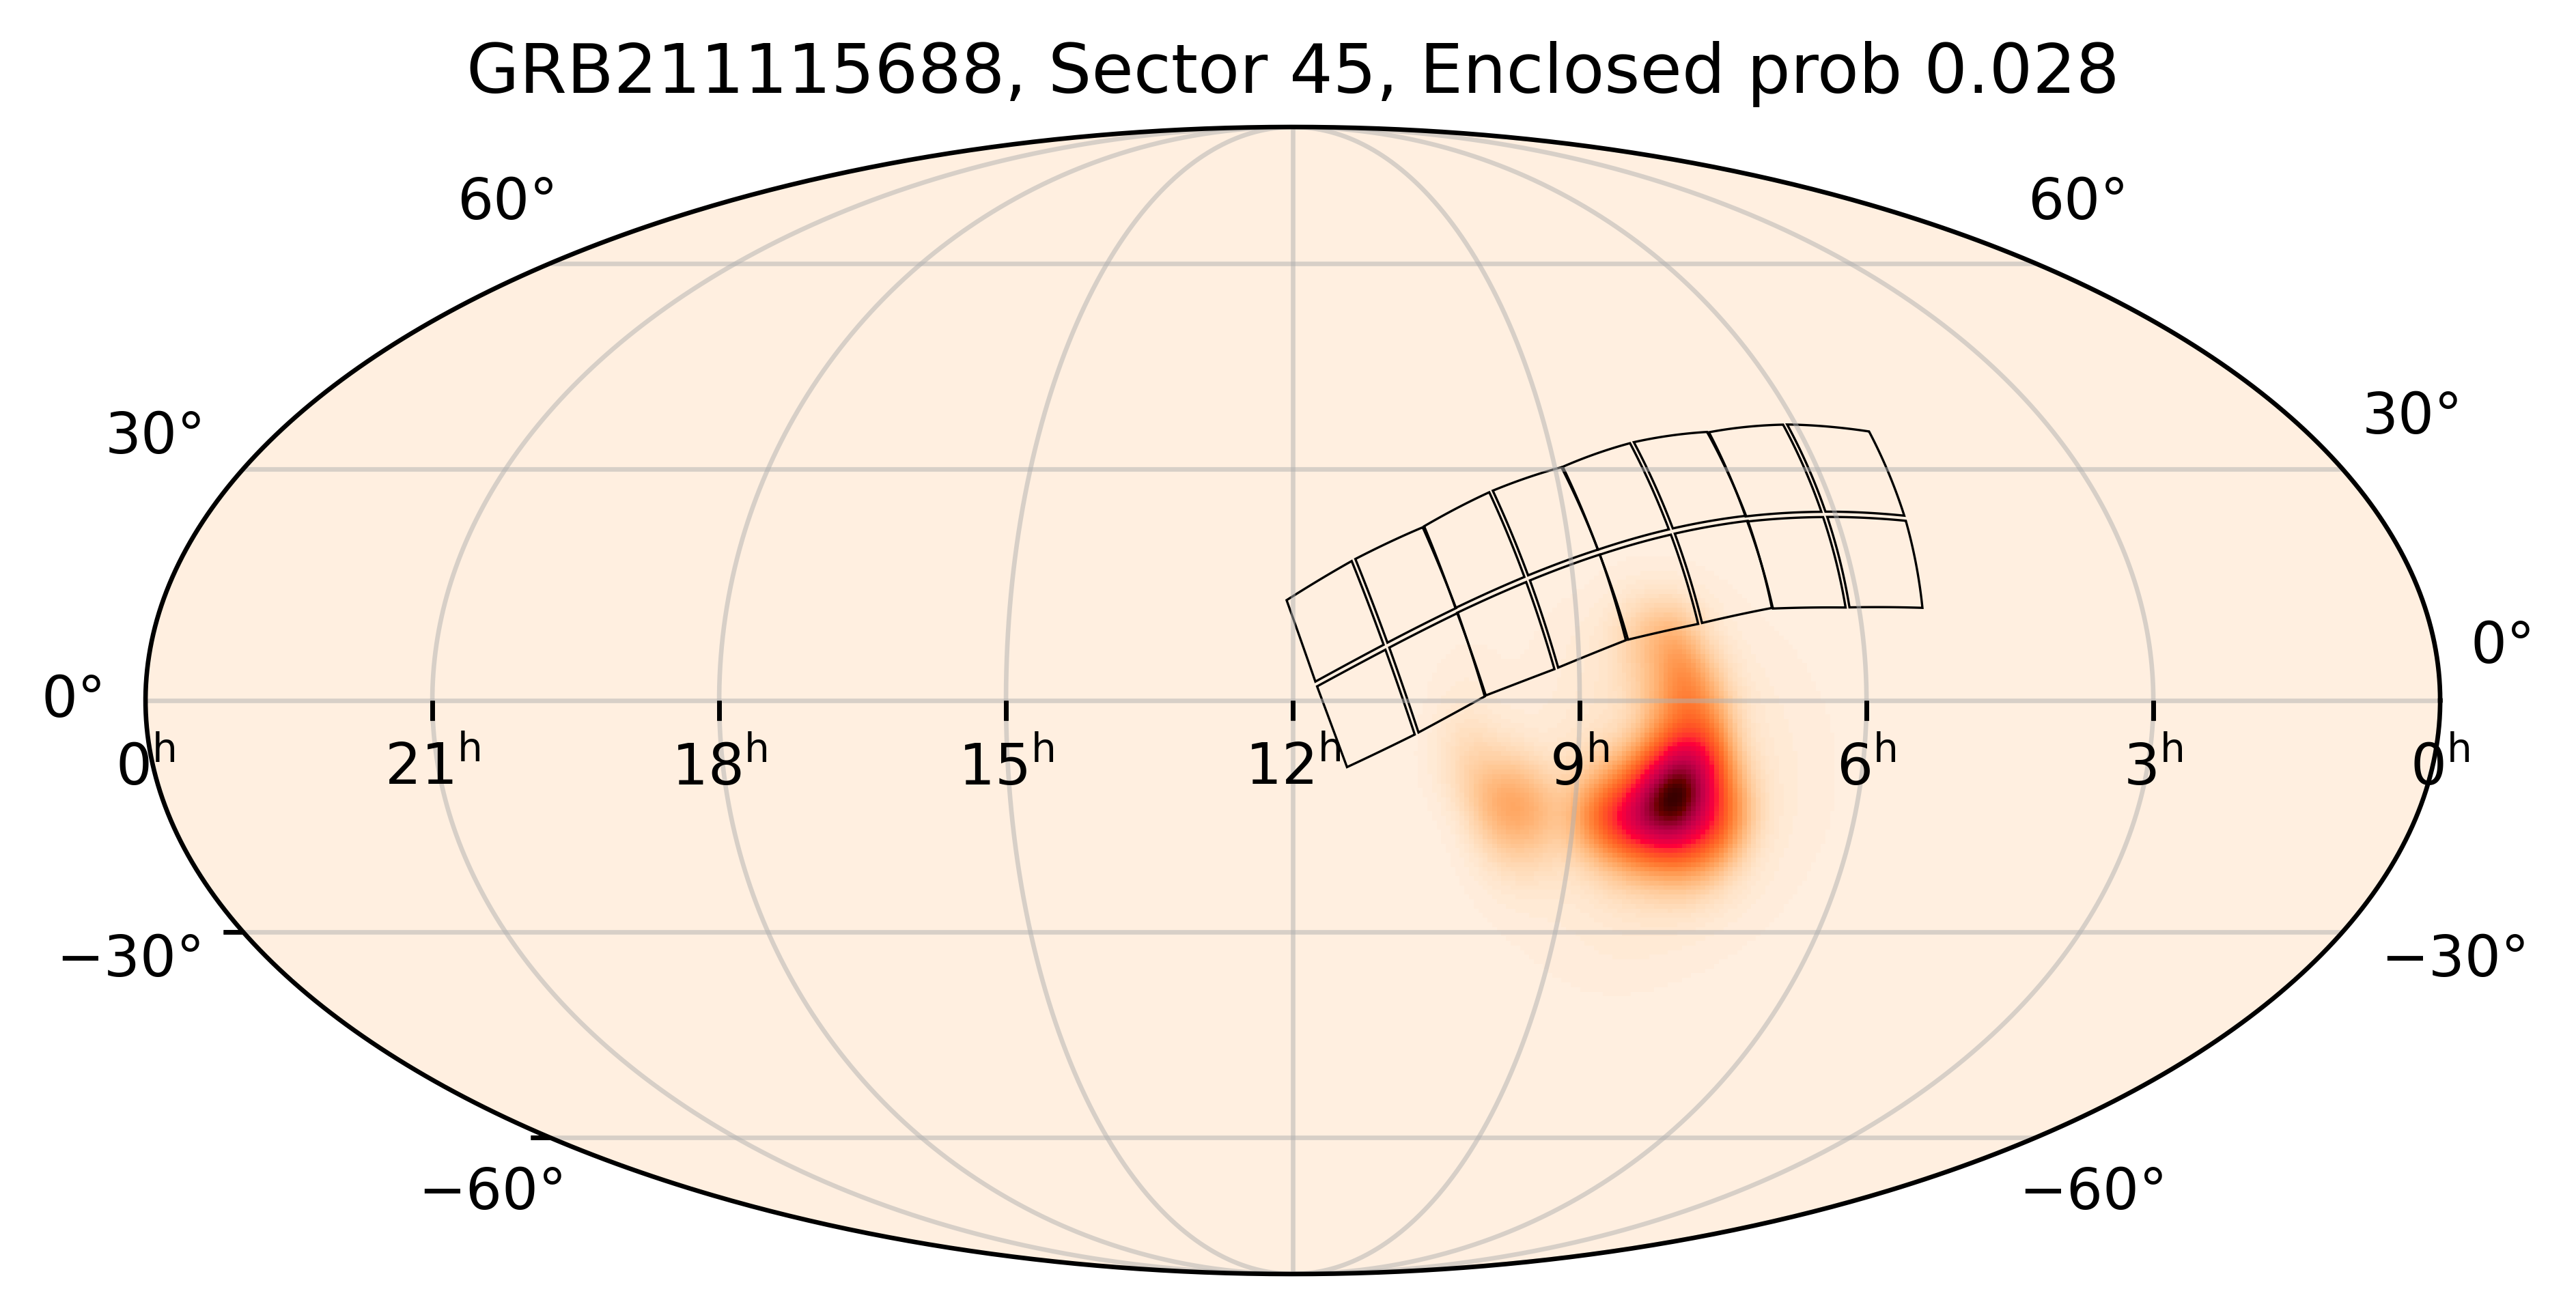 GRB211115688, Sector 45, Enclosed prob 0.028
60° 60°
30° 30°
0° 0°
0h 21h 18h 15h 12h 9h 6h 3h 0h
−30° −30°
−60° −60°